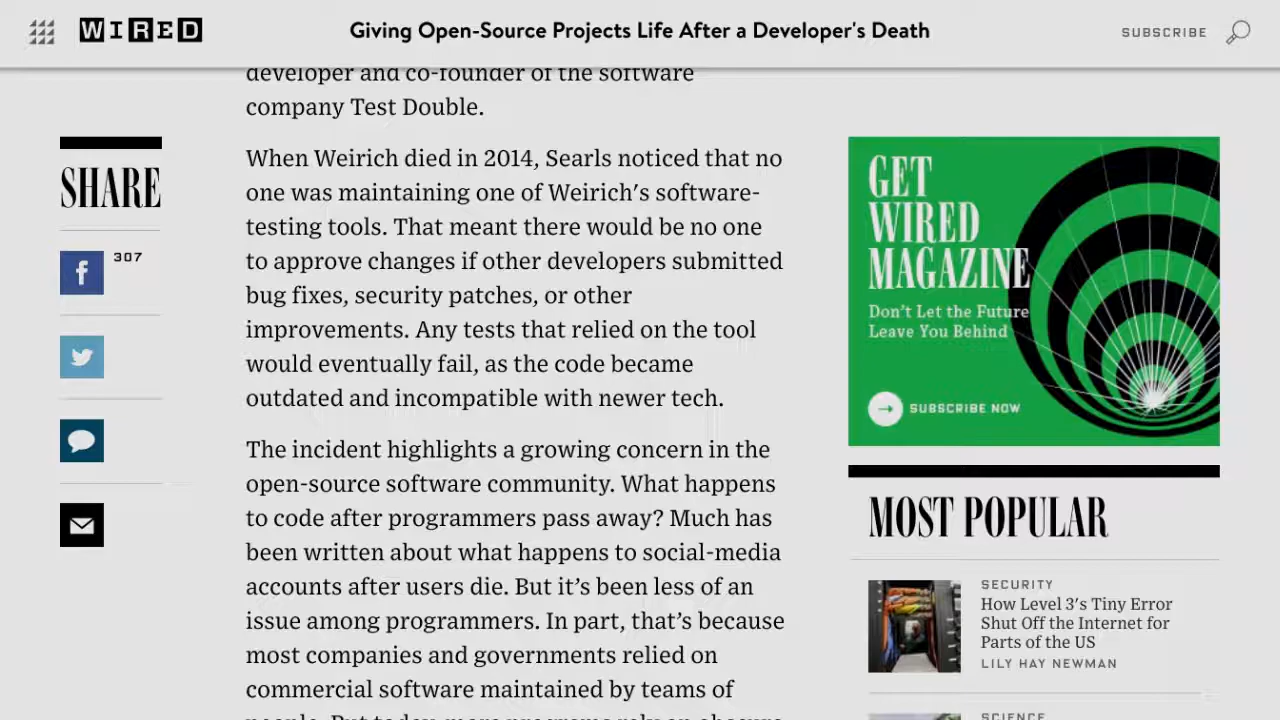 WIRED
Giving Open-Source Projects Life After a Developer's Death
SUBSCRIBE
developer and co-founder of the software
company Test Double.
SHARE
307
When Weirich died in 2014, Searls noticed that no
one was maintaining one of Weirich's software-
testing tools. That meant there would be no one
to approve changes if other developers submitted
bug fixes, security patches, or other
improvements. Any tests that relied on the tool
would eventually fail, as the code became
outdated and incompatible with newer tech.
The incident highlights a growing concern in the
open-source software community. What happens
to code after programmers pass away? Much has
been written about what happens to social-media
accounts after users die. But it’s been less of an
issue among programmers. In part, that’s because
most companies and governments relied on
commercial software maintained by teams of
people. But today, more programs rely on obscure
GET
WIRED
MAGAZINE
Don’t Let the Future
Leave You Behind
SUBSCRIBE NOW
MOST POPULAR
SECURITY
How Level 3's Tiny Error
Shut Off the Internet for
Parts of the US
LILY HAY NEWMAN
SCIENCE